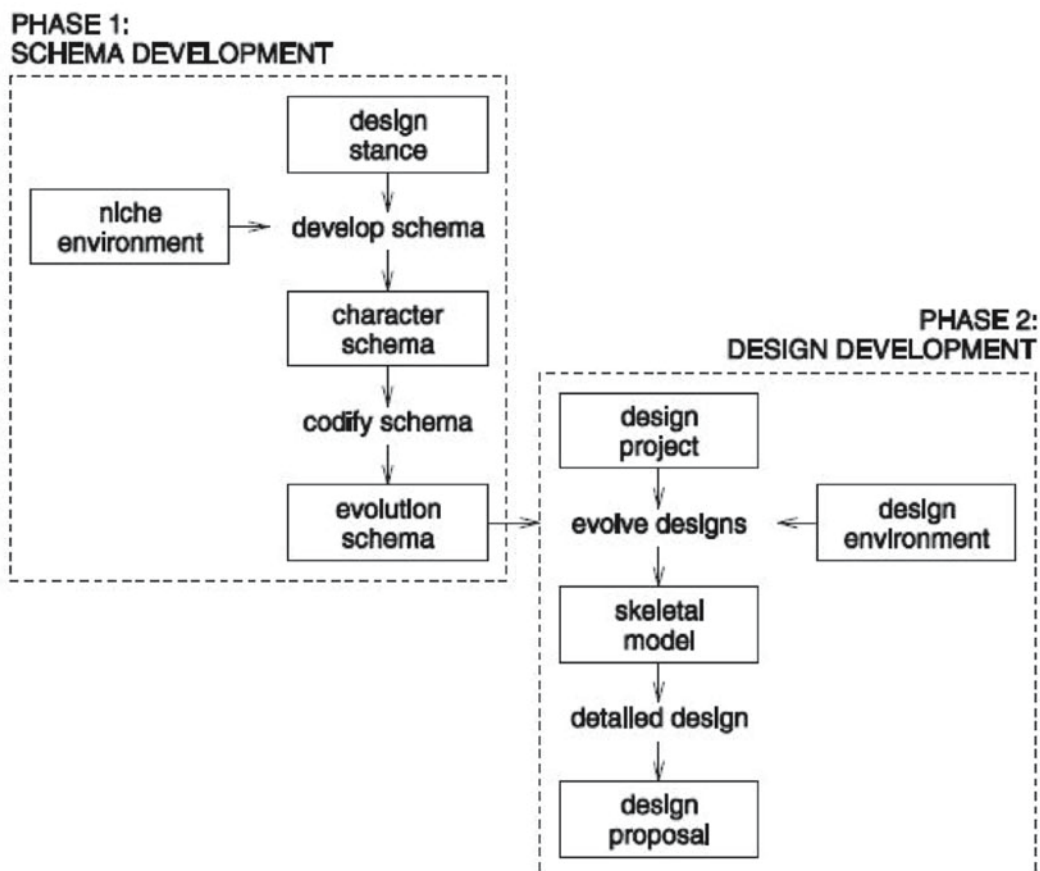 PHASE 1:
SCHEMA DEVELOPMENT
design
stance
niche
environment
develop schema
character
schema
codify schema
evolution
schema
PHASE 2:
DESIGN DEVELOPMENT
design
project
evolve designs
design
environment
skeletal
model
detailed design
design
proposal